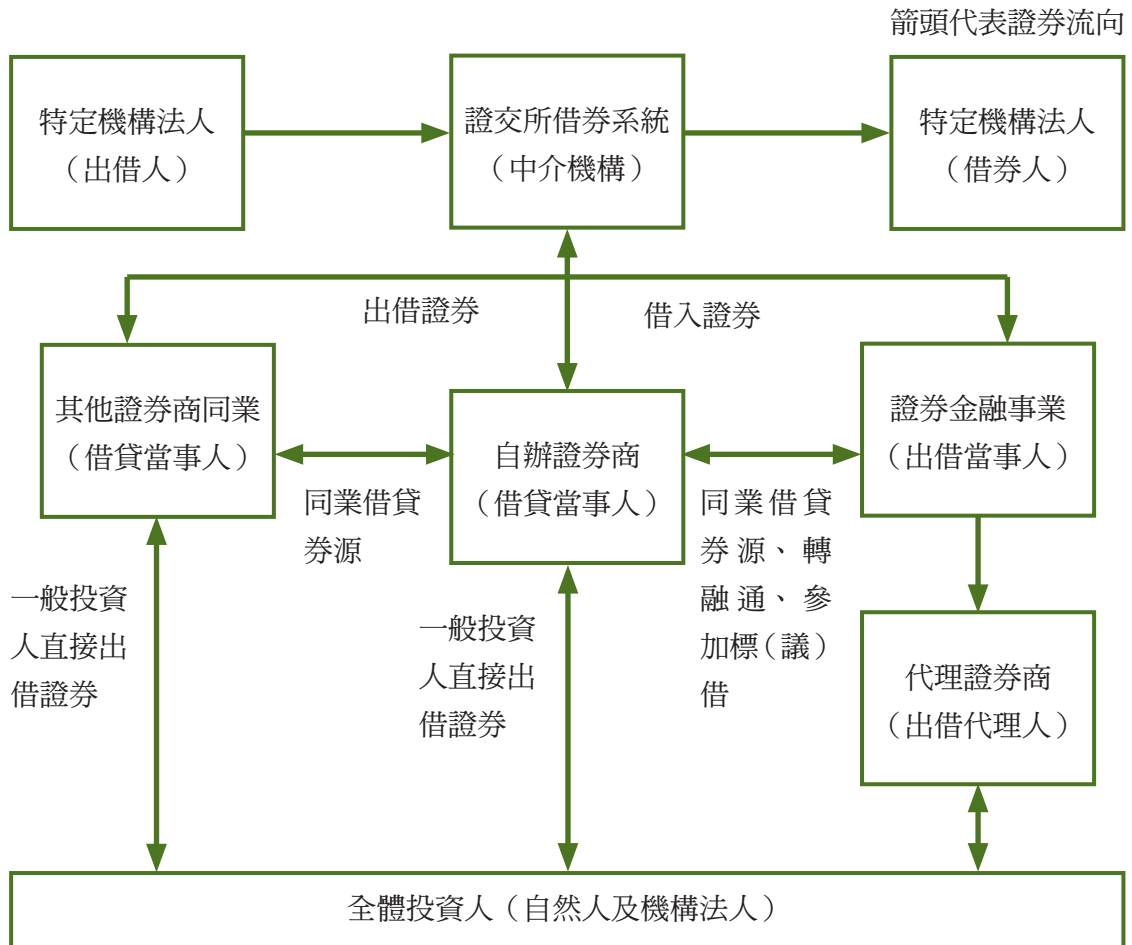 箭頭代表證券流向
特定機構法人
（出借人）
證交所借券系統
（中介機構）
特定機構法人
（借券人）
出借證券
借入證券
其他證券商同業
（借貸當事人）
自辦證券商
（借貸當事人）
證券金融事業
（出借當事人）
同業借貸
券源
同業借貸
券源、轉
融通、參
加標（議）
借
一般投資
人直接出
借證券
一般投資
人直接出
借證券
代理證券商
（出借代理人）
全體投資人（自然人及機構法人）